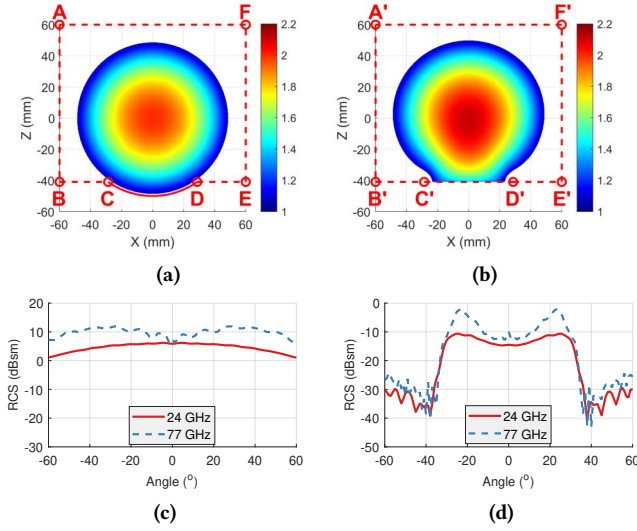 A F
60
40
20
0
-20
-40
-60
Z (mm)
B C D E
-60 -40 -20 0 20 40 60
X (mm)
2.2
2
1.8
1.6
1.4
1.2
1
(a)
A' F'
60
40
20
0
-20
-40
-60
Z (mm)
B' C' D' E'
-60 -40 -20 0 20 40 60
X (mm)
2.2
2
1.8
1.6
1.4
1.2
1
(b)
20
10
0
-10
-20
-30
RCS (dBsm)
24 GHz
77 GHz
-60 -40 -20 0 20 40 60
Angle (°)
(c)
0
-10
-20
-30
-40
-50
RCS (dBsm)
24 GHz
77 GHz
-60 -40 -20 0 20 40 60
Angle (°)
(d)